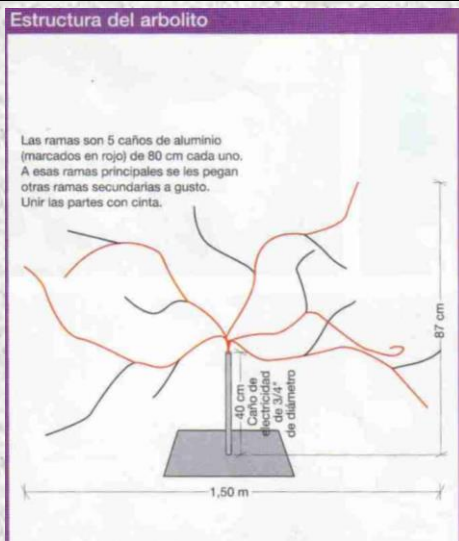 Estructura del arbolito
Las ramas son 5 caños de aluminio
(marcados en rojo) de 80 cm cada uno.
A esas ramas principales se les pegan
otras ramas secundarias a gusto.
Unir las partes con cinta.
87 cm
40 cm
Caño de
electricidad
de 3/4"
de diámetro
1,50 m